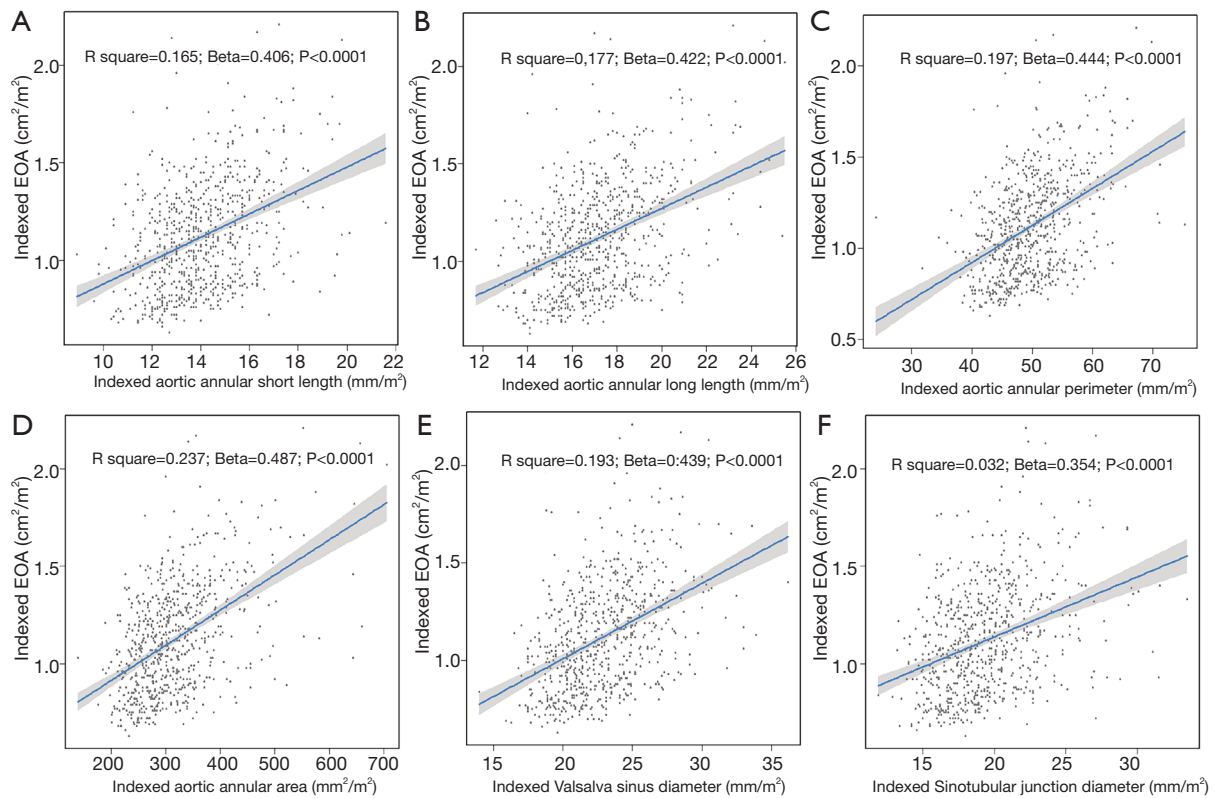 A
R square=0.165; Beta=0.406; P<0.0001
2.0
1.5
1.0
Indexed EOA (cm²/m²)
10 12 14 16 18 20 22
Indexed aortic annular short length (mm/m²)
B
R square=0,177; Beta=0.422; P<0.0001
2.0
1.5
1.0
Indexed EOA (cm²/m²)
12 14 16 18 20 22 24 26
Indexed aortic annular long length (mm/m²)
C
R square=0.197; Beta=0.444; P<0.0001
2.0
1.5
1.0
0.5
Indexed EOA (cm²/m²)
30 40 50 60 70
Indexed aortic annular perimeter (mm/m²)
D
R square=0.237; Beta=0.487; P<0.0001
2.0
1.5
1.0
Indexed EOA (cm²/m²)
200 300 400 500 600 700
Indexed aortic annular area (mm²/m²)
E
R square=0.193; Beta=0:439; P<0.0001
2.0
1.5
1.0
Indexed EOA (cm²/m²)
15 20 25 30 35
Indexed Valsalva sinus diameter (mm/m²)
F
R square=0.032; Beta=0.354; P<0.0001
2.0
1.5
1.0
Indexed EOA (cm²/m²)
15 20 25 30
Indexed Sinotubular junction diameter (mm/m²)